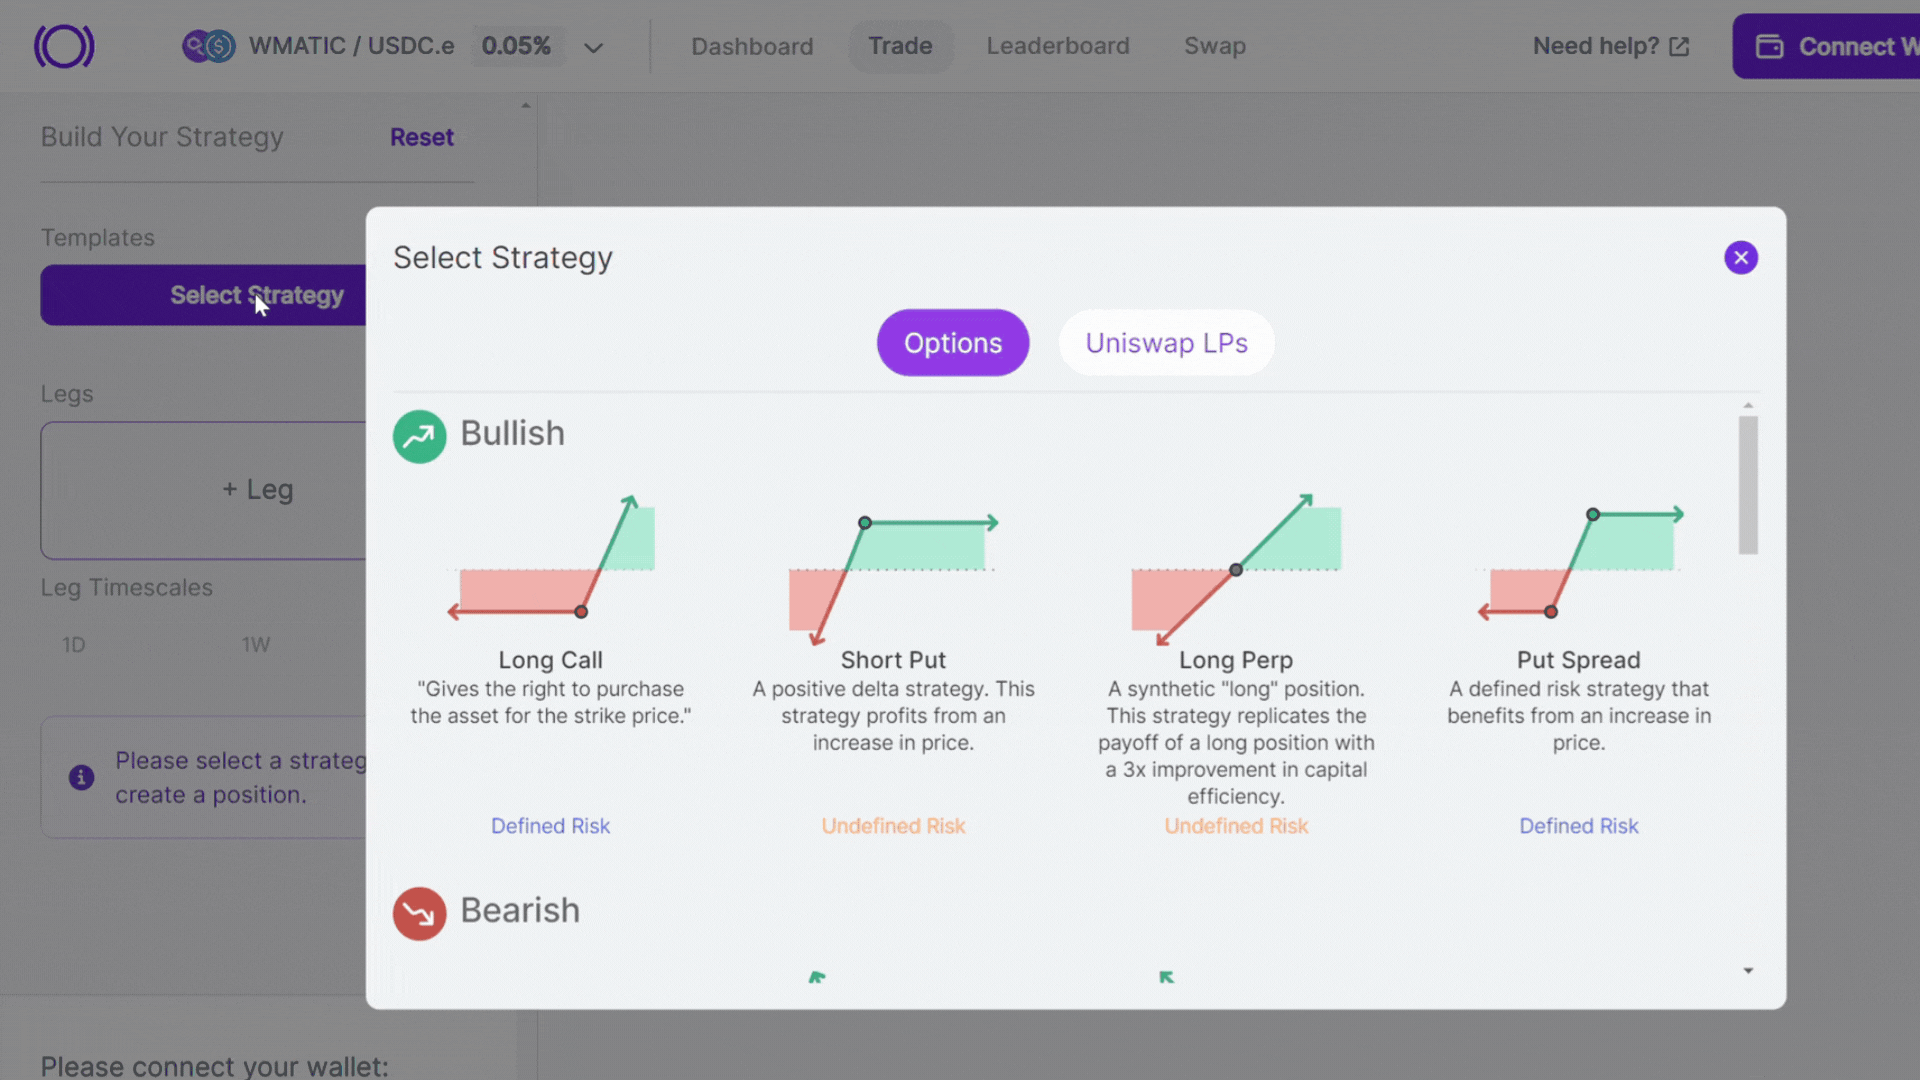 WMATIC / USDC.e 0.05% Dashboard Trade Leaderboard Swap Need help? Connect W
Build Your Strategy Reset
Templates
Select Strategy
Legs
+ Leg
Leg Timescales
1D 1W
Please select a strateg
create a position.
Please connect your wallet:
Select Strategy
Options Uniswap LPs
Bullish
Long Call
"Gives the right to purchase
the asset for the strike price."
Defined Risk
Short Put
A positive delta strategy. This
strategy profits from an
increase in price.
Undefined Risk
Long Perp
A synthetic "long" position.
This strategy replicates the
payoff of a long position with
a 3x improvement in capital
efficiency.
Undefined Risk
Put Spread
A defined risk strategy that
benefits from an increase in
price.
Defined Risk
Bearish